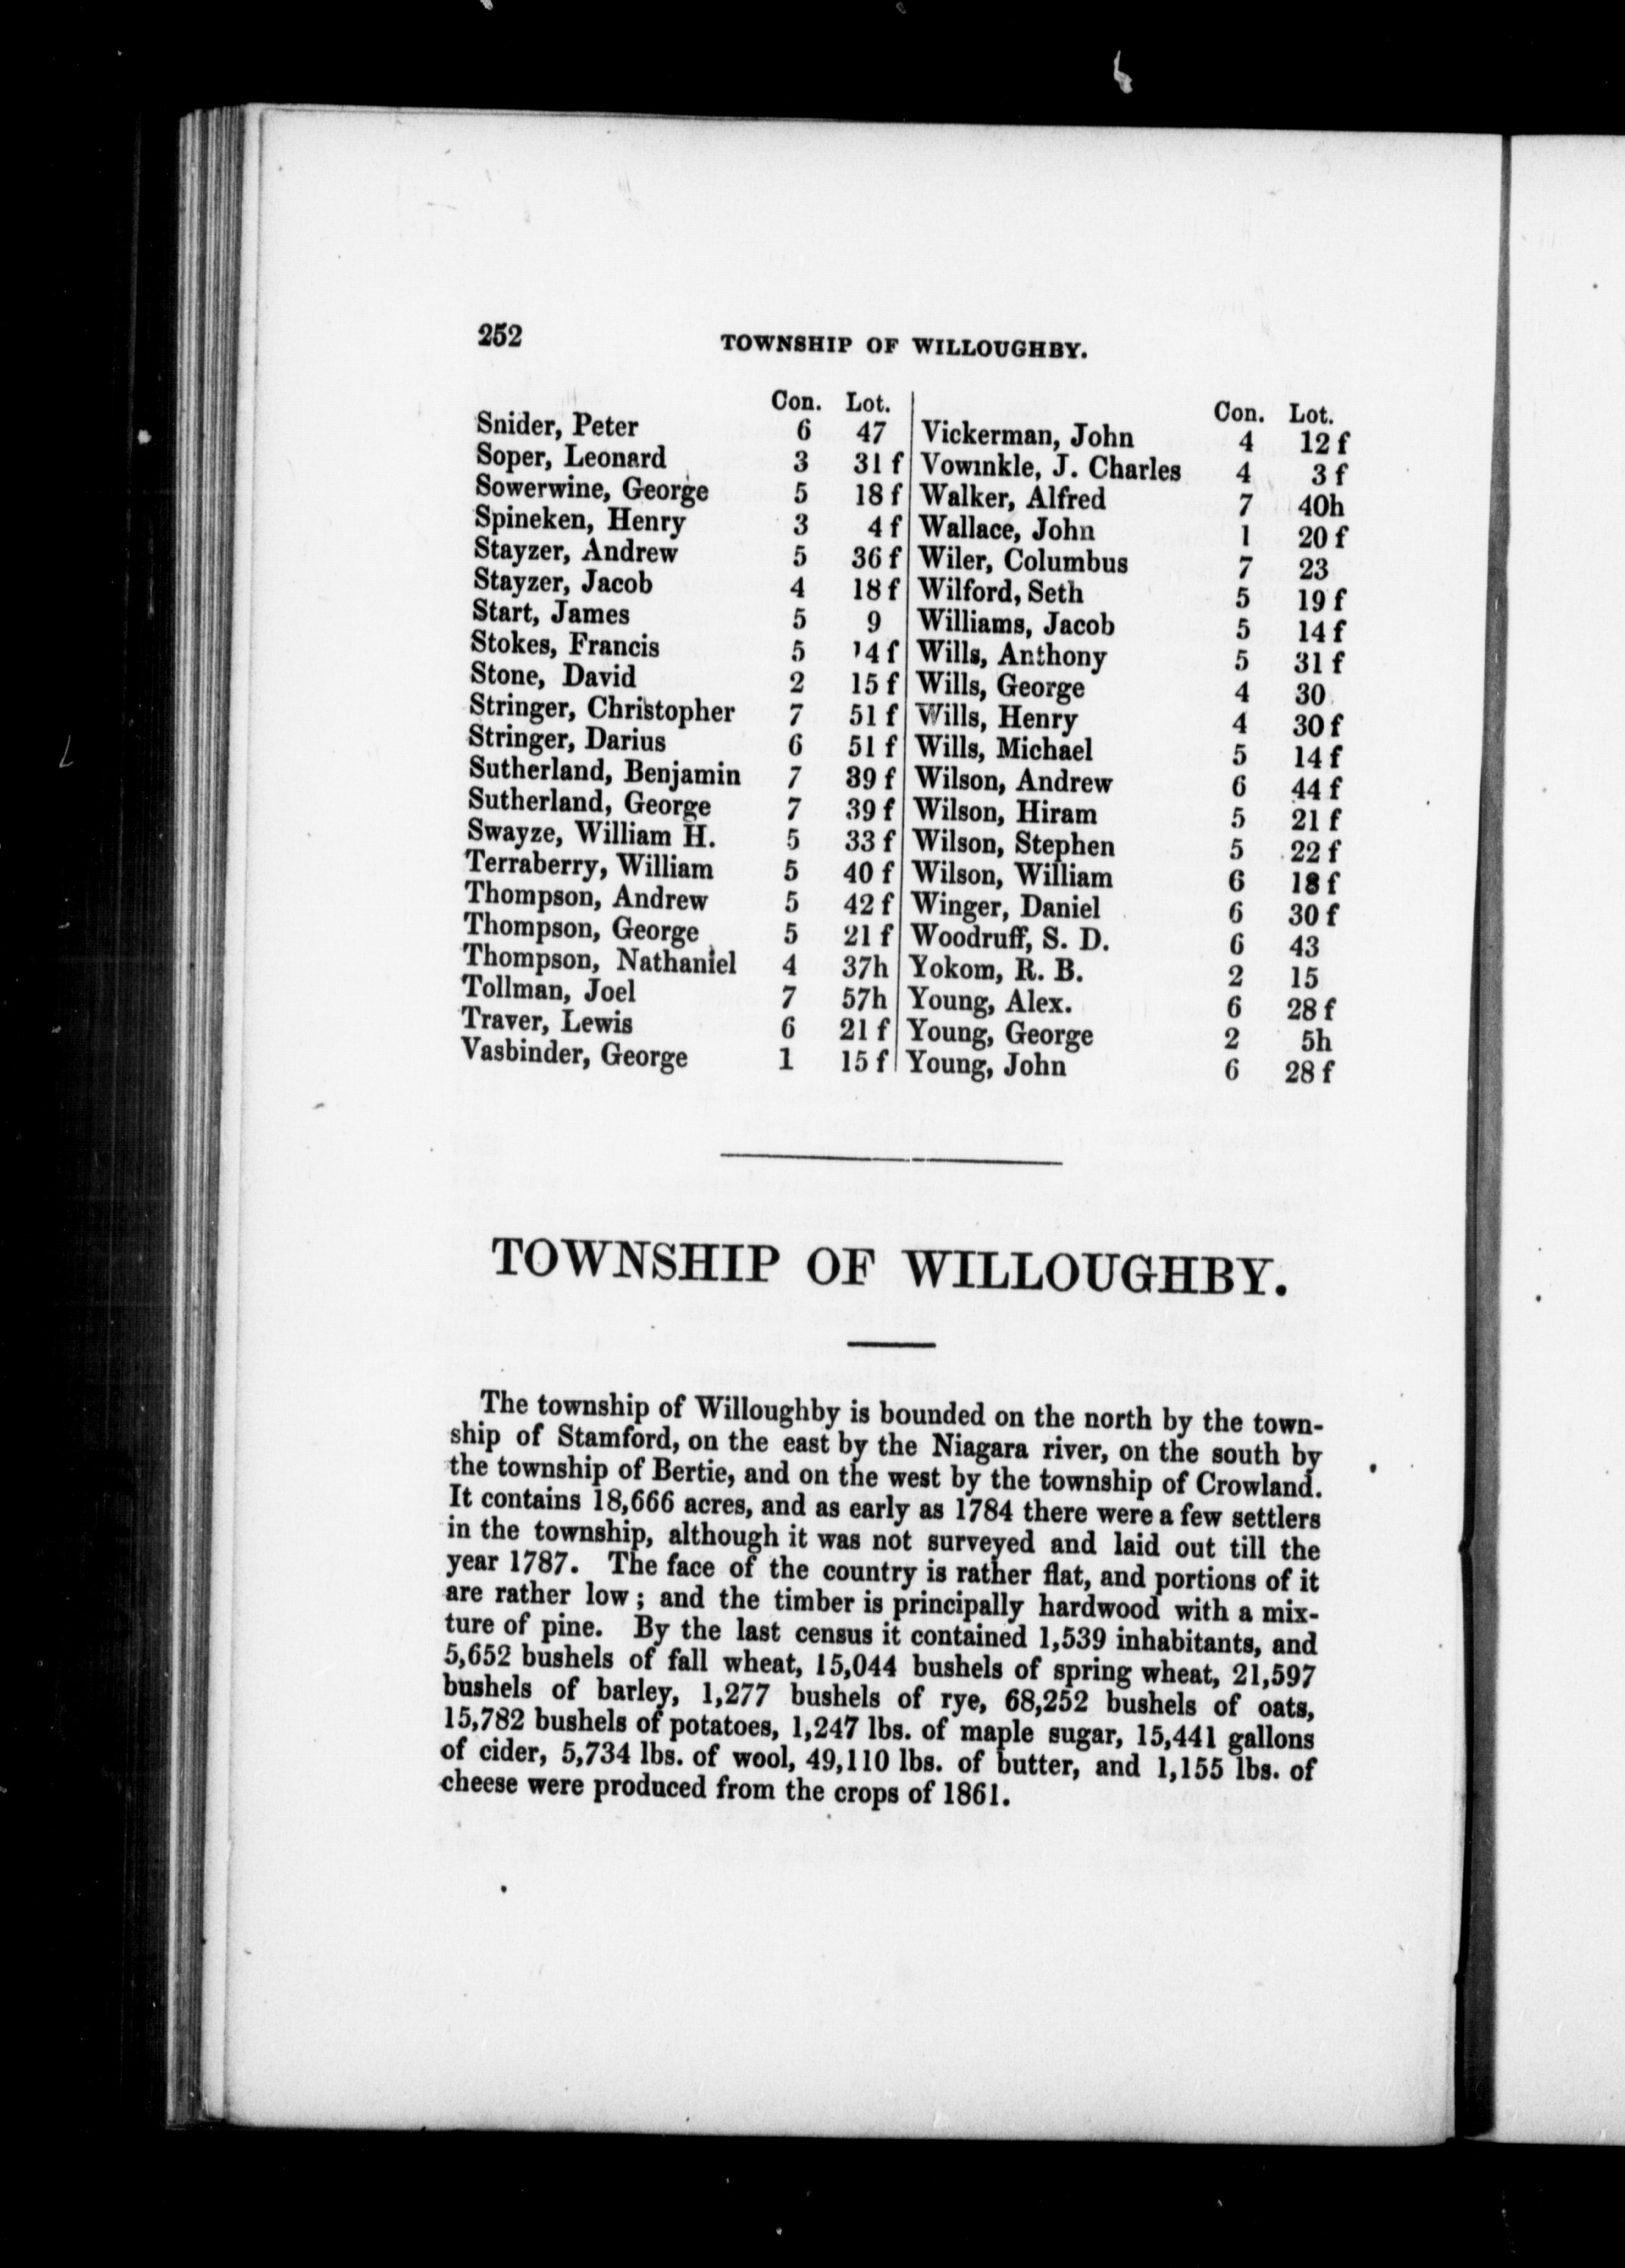 252
TOWNSHIP OF WILLOUGHBY.
Con. Lot.
Snider, Peter 6 47
Soper, Leonard 3 31 f
Sowerwine, George 5 18 f
Spineken, Henry 3 4 f
Stayzer, Andrew 5 36 f
Stayzer, Jacob 4 18 f
Start, James 5 9
Stokes, Francis 5 14 f
Stone, David 2 15 f
Stringer, Christopher 7 51 f
Stringer, Darius 6 51 f
Sutherland, Benjamin 7 39 f
Sutherland, George 7 39 f
Swayze, William H. 5 33 f
Terraberry, William 5 40 f
Thompson, Andrew 5 42 f
Thompson, George 5 21 f
Thompson, Nathaniel 4 37h
Tollman, Joel 7 57h
Traver, Lewis 6 21 f
Vasbinder, George 1 15 f
Con. Lot.
Vickerman, John 4 12 f
Vowinkle, J. Charles 4 3 f
Walker, Alfred 7 40h
Wallace, John 1 20 f
Wiler, Columbus 7 23
Wilford, Seth 5 19 f
Williams, Jacob 5 14 f
Wills, Anthony 5 31 f
Wills, George 4 30
Wills, Henry 4 30 f
Wills, Michael 5 14 f
Wilson, Andrew 6 44 f
Wilson, Hiram 5 21 f
Wilson, Stephen 5 22 f
Wilson, William 6 18 f
Winger, Daniel 6 30 f
Woodruff, S. D. 6 43
Yokom, R. B. 2 15
Young, Alex. 6 28 f
Young, George 2 5h
Young, John 6 28 f
TOWNSHIP OF WILLOUGHBY.
The township of Willoughby is bounded on the north by the town-
ship of Stamford, on the east by the Niagara river, on the south by
the township of Bertie, and on the west by the township of Crowland.
It contains 18,666 acres, and as early as 1784 there were a few settlers
in the township, although it was not surveyed and laid out till the
year 1787. The face of the country is rather flat, and portions of it
are rather low; and the timber is principally hardwood with a mix-
ture of pine. By the last census it contained 1,539 inhabitants, and
5,652 bushels of fall wheat, 15,044 bushels of spring wheat, 21,597
bushels of barley, 1,277 bushels of rye, 68,252 bushels of oats,
15,782 bushels of potatoes, 1,247 lbs. of maple sugar, 15,441 gallons
of cider, 5,734 lbs. of wool, 49,110 lbs. of butter, and 1,155 lbs. of
cheese were produced from the crops of 1861.